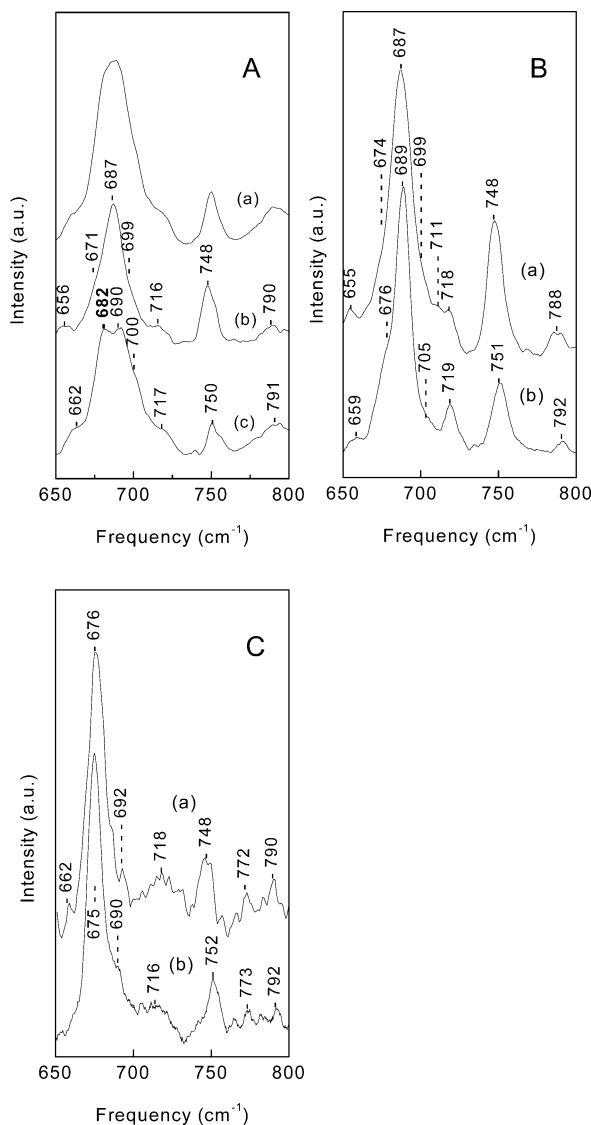 A
687
(a)
671
699
748
656
682
690
716
(b)
790
700
662
717
750
(c)
791
Intensity (a.u.)
650 700 750 800
Frequency (cm-1)
B
687
674
689
699
748
711
718
(a)
655
676
788
705
719
751
(b)
659
792
Intensity (a.u.)
650 700 750 800
Frequency (cm-1)
C
676
(a)
692
718
748
662
772
790
675
690
(b)
716
752
773
792
Intensity (a.u.)
650 700 750 800
Frequency (cm-1)